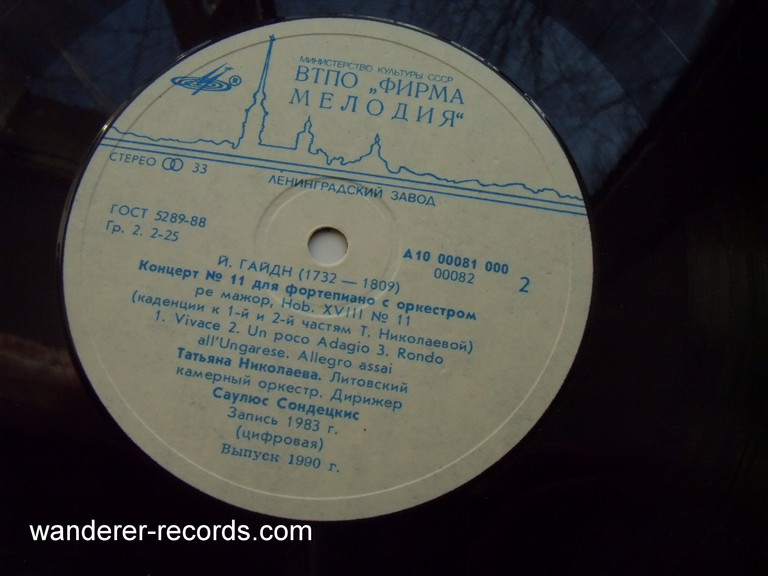 МИНИСТЕРСТВО КУЛЬТУРЫ СССР
ВТПО „ФИРМА
МЕЛОДИЯ“
®
СТЕРЕО 33
ЛЕНИНГРАДСКИЙ ЗАВОД
ГОСТ 5289-88
Гр. 2. 2-25
А10 00081 000
00082
2
Й. ГАЙДН (1732 — 1809)
Концерт № 11 для фортепиано с оркестром
ре мажор, Hob. XVIII № 11
(каденции к 1-й и 2-й частям Т. Николаевой)
1. Vivace 2. Un poco Adagio 3. Rondo
all'Ungarese. Allegro assai
Татьяна Николаева. Литовский
камерный оркестр. Дирижер
Саулюс Сондецкис
Запись 1983 г.
(цифровая)
Выпуск 1990 г.
wanderer-records.com